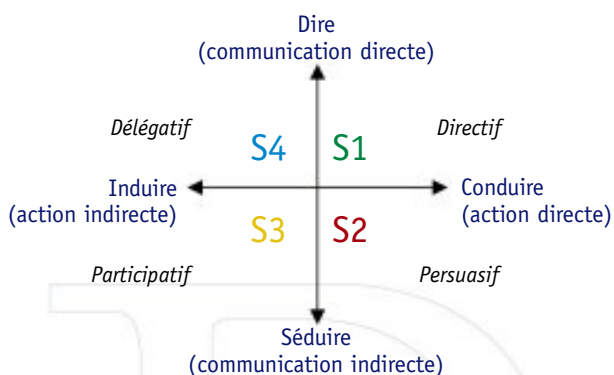 Dire
(communication directe)
Délégatif
Directif
S4
S1
Induire
(action indirecte)
Conduire
(action directe)
S3
S2
Participatif
Persuasif
Séduire
(communication indirecte)